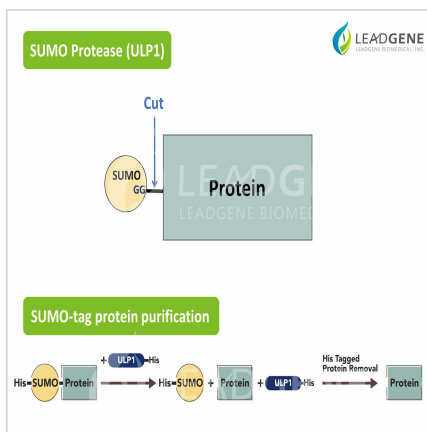 SUMO Protease (ULP1)
LEADGENE
LEADGENE BIOMEDICAL, INC.
Cut
SUMO
GG
Protein
LEADGE
LEADGENE BIOMED
SUMO-tag protein purification
+ ULP1-His
His Tagged
Protein Removal
His-SUMO-Protein
His-SUMO + Protein + ULP1-His
Protein